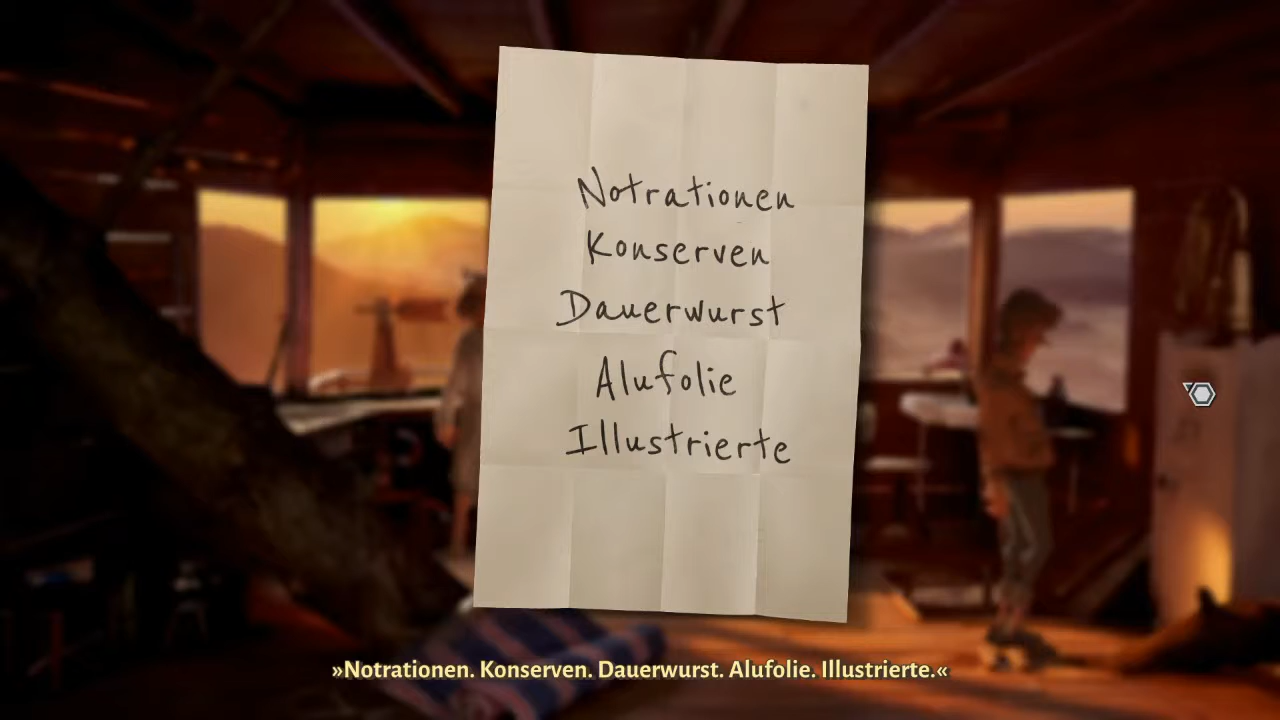 Notrationen
Konserven
Dauerwurst
Alufolie
Illustrierte
»Notrationen. Konserven. Dauerwurst. Alufolie. Illustrierte.«